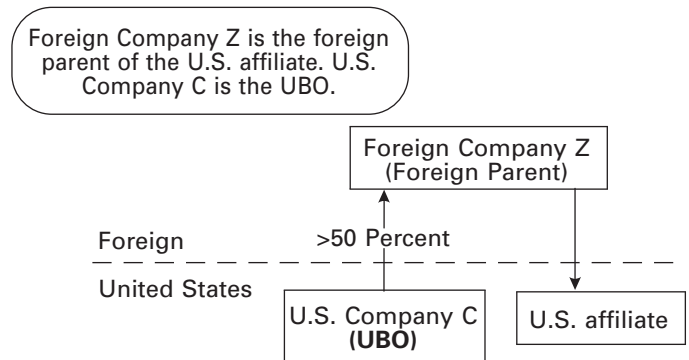 Foreign Company Z is the foreign
parent of the U.S. affiliate. U.S.
Company C is the UBO.
Foreign Company Z
(Foreign Parent)
Foreign
>50 Percent
United States
U.S. Company C
(UBO)
U.S. affiliate